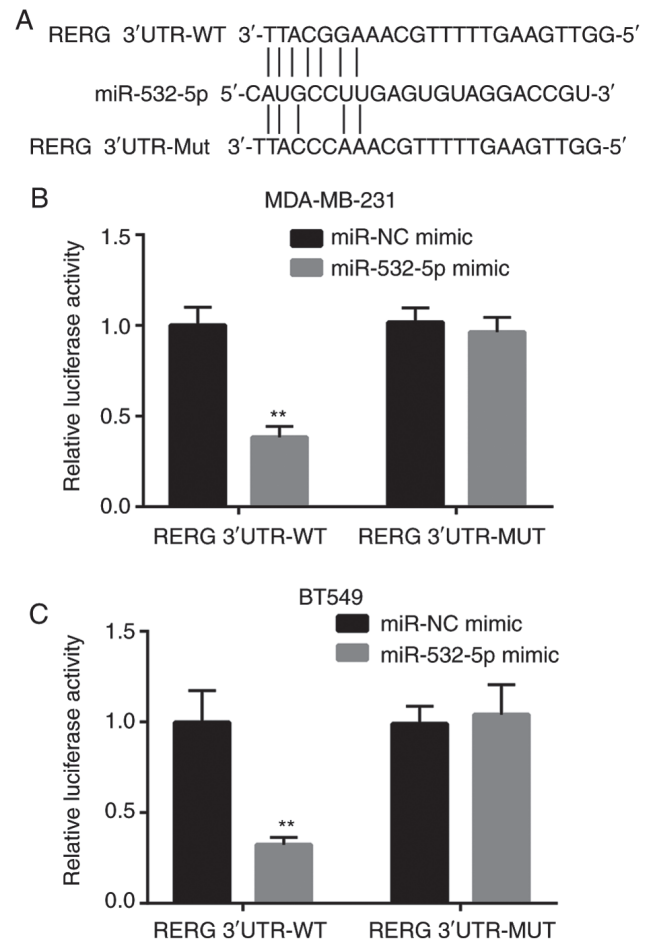 A
RERG 3′UTR-WT 3′-TTACGGAAACGTTTTTGAAGTTGG-5′
miR-532-5p 5′-CAUGCCUUGAGUGUAGGACCGU-3′
RERG 3′UTR-Mut 3′-TTACCCAAACGTTTTTGAAGTTGG-5′
B
MDA-MB-231
miR-NC mimic
miR-532-5p mimic
Relative luciferase activity
1.5
1.0
0.5
0.0
**
RERG 3′UTR-WT RERG 3′UTR-MUT
C
BT549
miR-NC mimic
miR-532-5p mimic
Relative luciferase activity
1.5
1.0
0.5
0.0
**
RERG 3′UTR-WT RERG 3′UTR-MUT